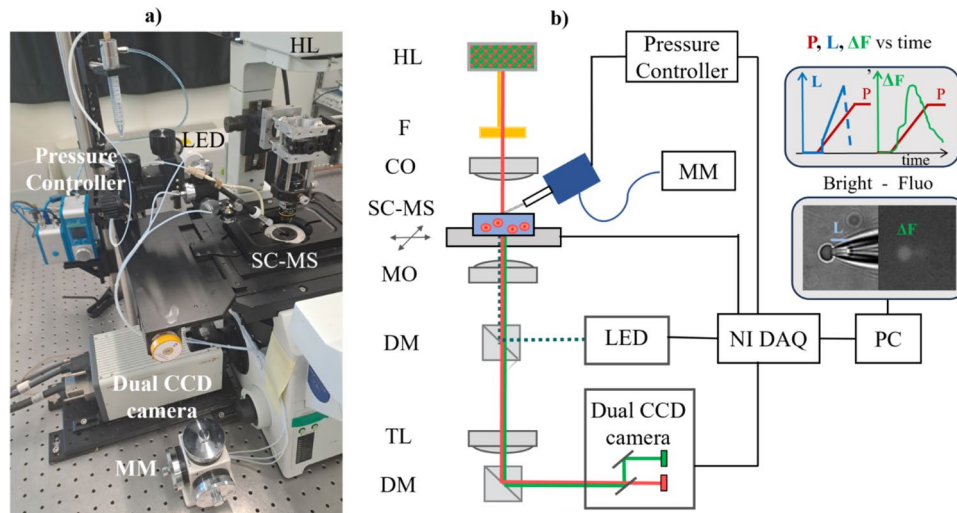 a)
HL
LED
Pressure
Controller
SC-MS
Dual CCD
camera
MM
b)
HL
F
CO
SC-MS
MO
DM
TL
DM
Pressure
Controller
MM
LED
NI DAQ
PC
Dual CCD
camera
P, L, ΔF vs time
L
P
ΔF
P
time
Bright - Fluo
L
ΔF